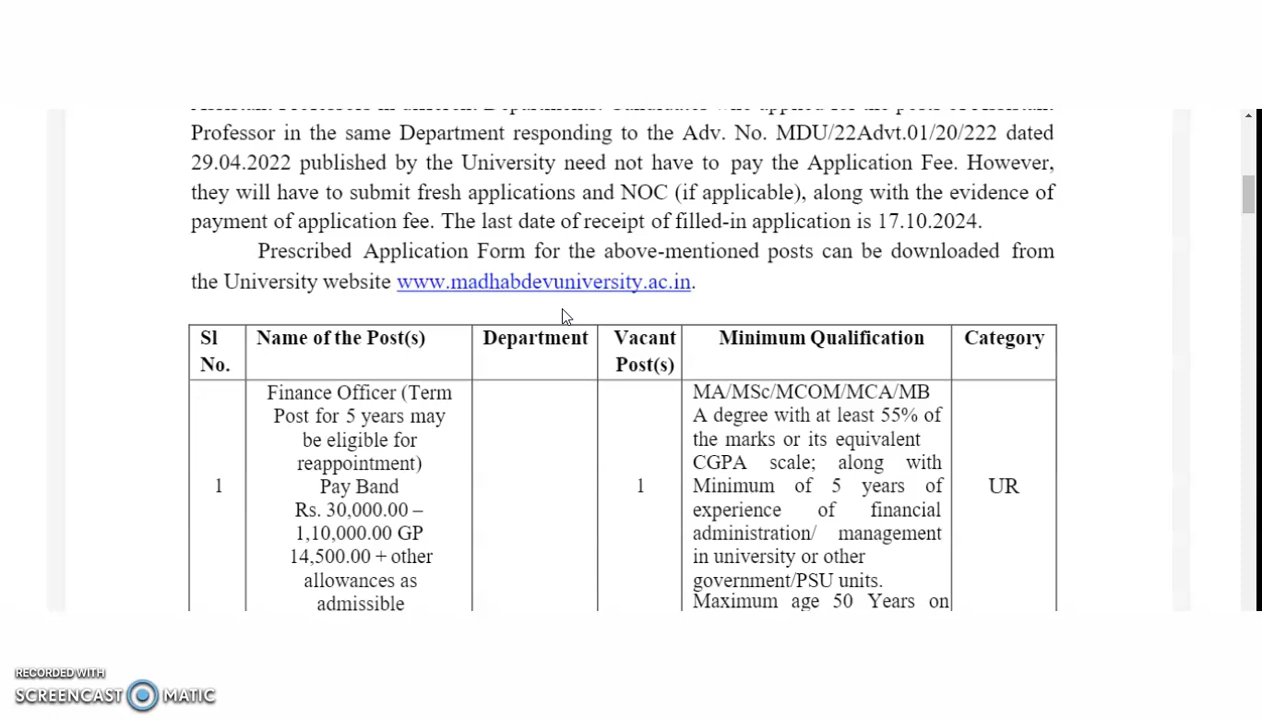 Professor in the same Department responding to the Adv. No. MDU/22Advt.01/20/222 dated
29.04.2022 published by the University need not have to pay the Application Fee. However,
they will have to submit fresh applications and NOC (if applicable), along with the evidence of
payment of application fee. The last date of receipt of filled-in application is 17.10.2024.
Prescribed Application Form for the above-mentioned posts can be downloaded from
the University website www.madhabdevuniversity.ac.in.
Sl
No.
Name of the Post(s)
Department
Vacant
Post(s)
Minimum Qualification
Category
1
Finance Officer (Term
Post for 5 years may
be eligible for
reappointment)
Pay Band
Rs. 30,000.00 –
1,10,000.00 GP
14,500.00 + other
allowances as
admissible
1
MA/MSc/MCOM/MCA/MB
A degree with at least 55% of
the marks or its equivalent
CGPA scale; along with
Minimum of 5 years of
experience of financial
administration/ management
in university or other
government/PSU units.
Maximum age 50 Years on
UR
RECORDED WITH
SCREENCAST MATIC